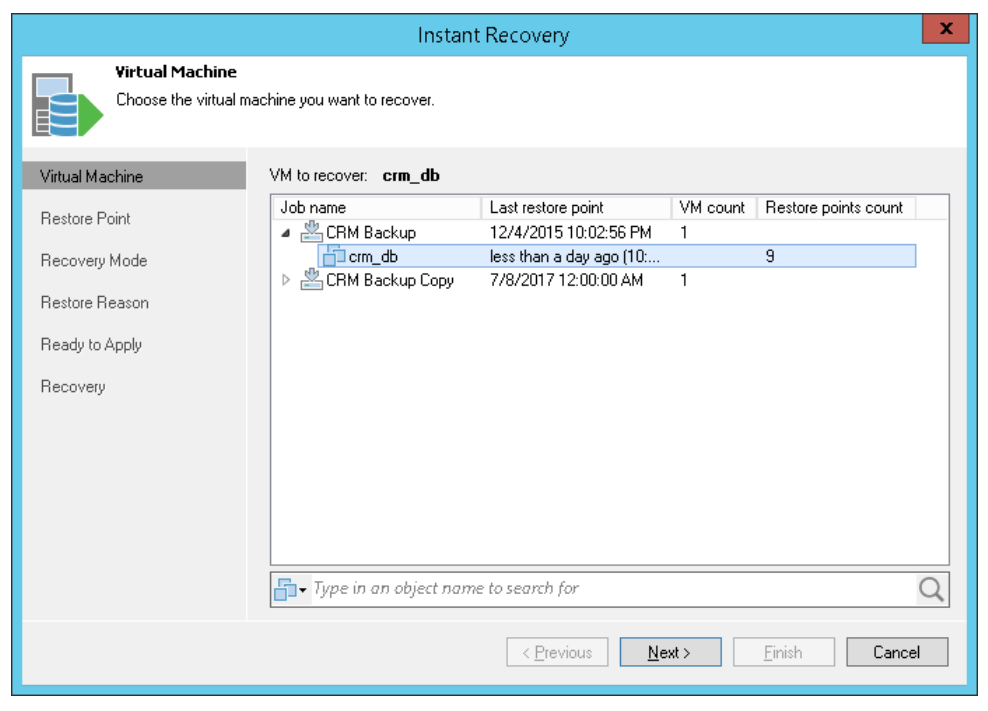 Instant Recovery
x
Virtual Machine
Choose the virtual machine you want to recover.
Virtual Machine
Restore Point
Recovery Mode
Restore Reason
Ready to Apply
Recovery
VM to recover: crm_db
Job name Last restore point VM count Restore points count
CRM Backup 12/4/2015 10:02:56 PM 1
crm_db less than a day ago (10:... 9
CRM Backup Copy 7/8/2017 12:00:00 AM 1
Type in an object name to search for
< Previous Next > Finish Cancel